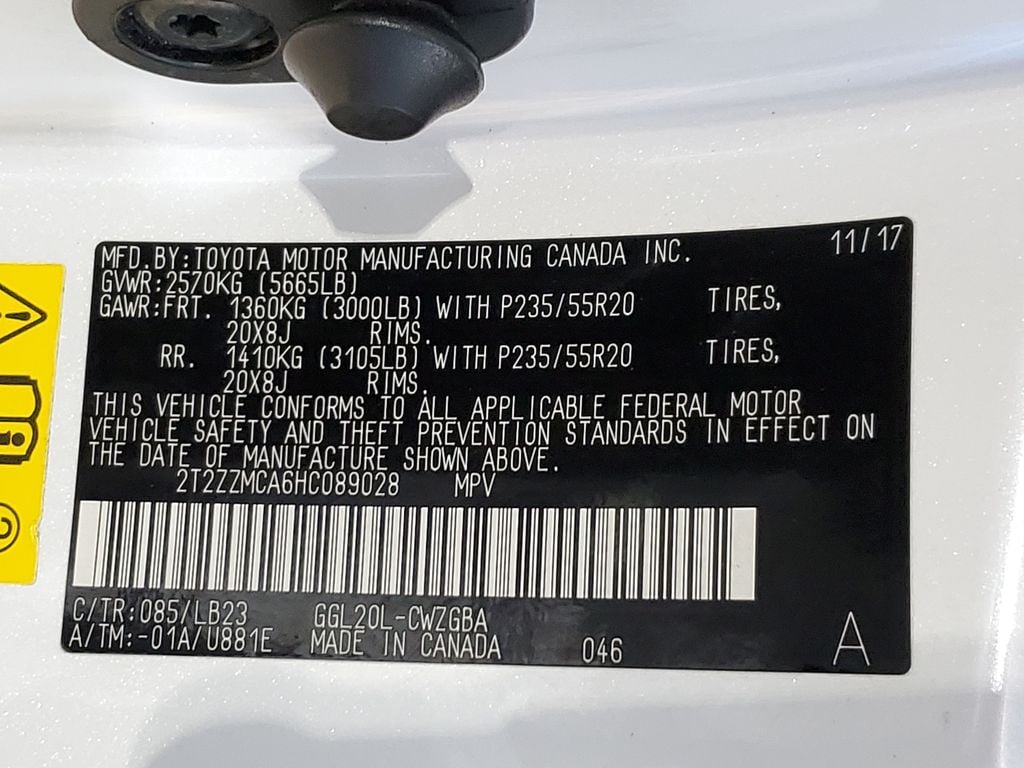 MFD.BY:TOYOTA MOTOR MANUFACTURING CANADA INC. 11/17
GVWR:2570KG (5665LB)
GAWR:FRT. 1360KG (3000LB) WITH P235/55R20 TIRES,
20X8J RIMS.
RR. 1410KG (3105LB) WITH P235/55R20 TIRES,
20X8J RIMS.
THIS VEHICLE CONFORMS TO ALL APPLICABLE FEDERAL MOTOR
VEHICLE SAFETY AND THEFT PREVENTION STANDARDS IN EFFECT ON
THE DATE OF MANUFACTURE SHOWN ABOVE.
2T2ZZMCA6HC089028 MPV
C/TR:085/LB23 GGL20L-CWZGBA
A/TM:-01A/U881E MADE IN CANADA 046 A